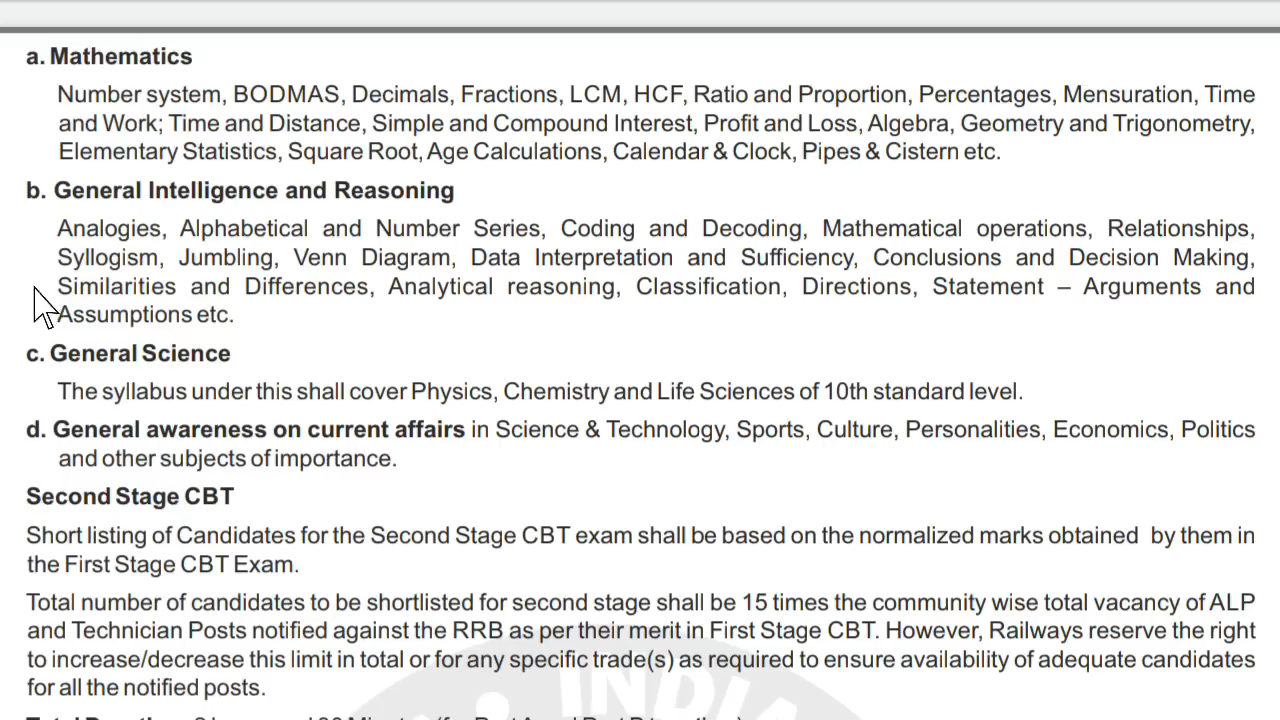 a. Mathematics
Number system, BODMAS, Decimals, Fractions, LCM, HCF, Ratio and Proportion, Percentages, Mensuration, Time
and Work; Time and Distance, Simple and Compound Interest, Profit and Loss, Algebra, Geometry and Trigonometry,
Elementary Statistics, Square Root, Age Calculations, Calendar & Clock, Pipes & Cistern etc.
b. General Intelligence and Reasoning
Analogies, Alphabetical and Number Series, Coding and Decoding, Mathematical operations, Relationships,
Syllogism, Jumbling, Venn Diagram, Data Interpretation and Sufficiency, Conclusions and Decision Making,
Similarities and Differences, Analytical reasoning, Classification, Directions, Statement – Arguments and
Assumptions etc.
c. General Science
The syllabus under this shall cover Physics, Chemistry and Life Sciences of 10th standard level.
d. General awareness on current affairs in Science & Technology, Sports, Culture, Personalities, Economics, Politics
and other subjects of importance.
Second Stage CBT
Short listing of Candidates for the Second Stage CBT exam shall be based on the normalized marks obtained by them in
the First Stage CBT Exam.
Total number of candidates to be shortlisted for second stage shall be 15 times the community wise total vacancy of ALP
and Technician Posts notified against the RRB as per their merit in First Stage CBT. However, Railways reserve the right
to increase/decrease this limit in total or for any specific trade(s) as required to ensure availability of adequate candidates
for all the notified posts.
INDIA